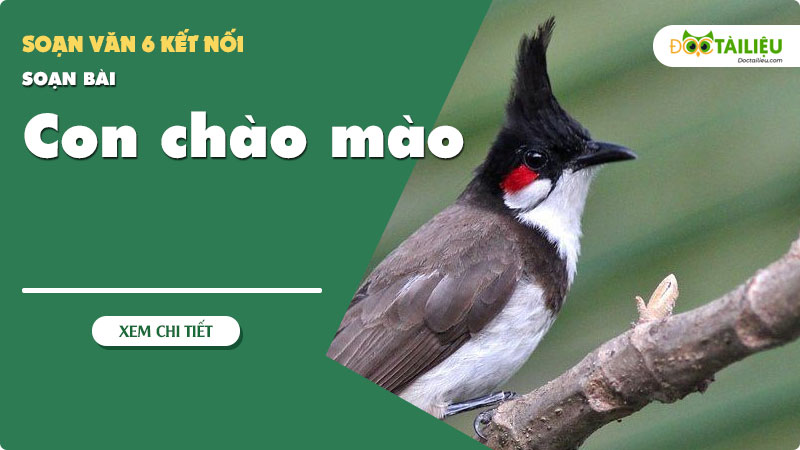 SOẠN VĂN 6 KẾT NỐI
SOẠN BÀI
Con chào mào
XEM CHI TIẾT
ĐỌCTÀILIỆU
Doctailieu.com